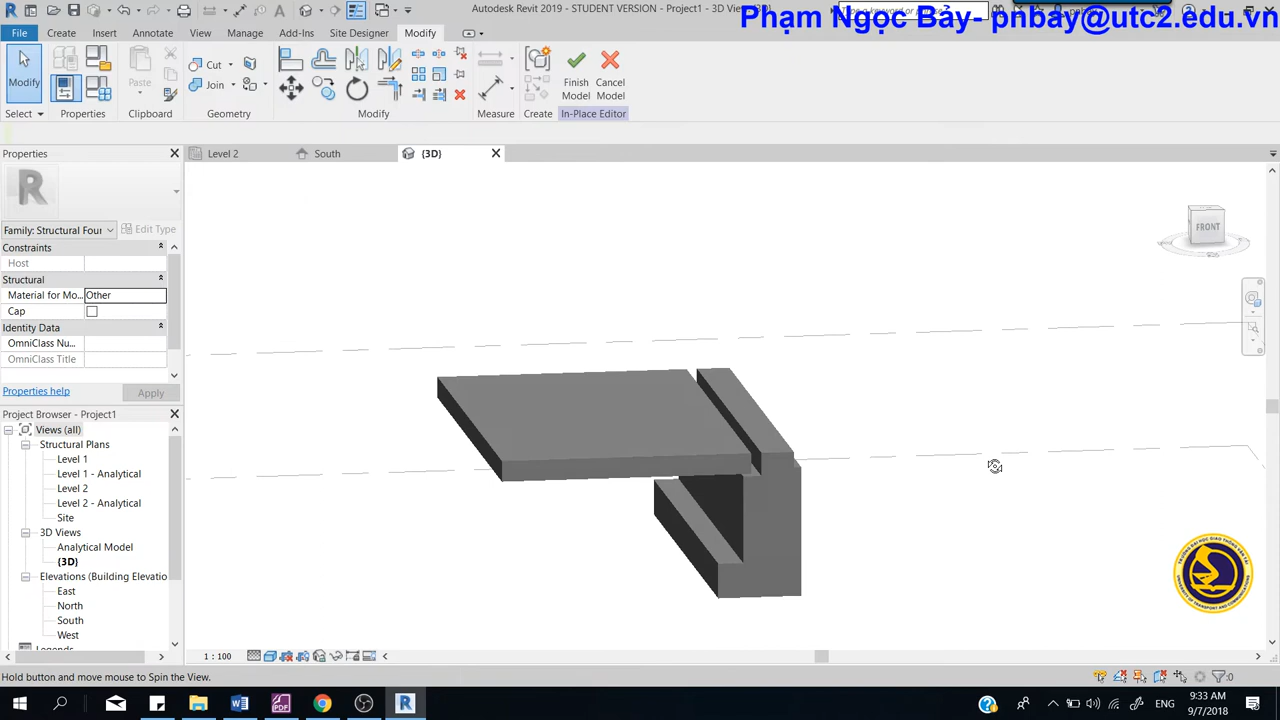 Autodesk Revit 2019 - STUDENT VERSION - Project1 - 3D View:
Phạm Ngọc Bảy- pnbay@utc2.edu.vn
File Create Insert Annotate View Manage Add-Ins Site Designer Modify
Cut
Join
Paste
Modify
Finish Model
Cancel Model
Select Properties Clipboard Geometry Modify Measure Create In-Place Editor
Properties
Level 2
South
{3D}
FRONT
Family: Structural Four
Edit Type
Constraints
Host
Structural
Material for Mo... Other
Cap
Identity Data
OmniClass Nu...
OmniClass Title
Properties help
Apply
Project Browser - Project1
Views (all)
Structural Plans
Level 1
Level 1 - Analytical
Level 2
Level 2 - Analytical
Site
3D Views
Analytical Model
{3D}
Elevations (Building Elevatio
East
North
South
West
1 : 100
Hold button and move mouse to Spin the View.
:0
ENG
9:33 AM
9/7/2018